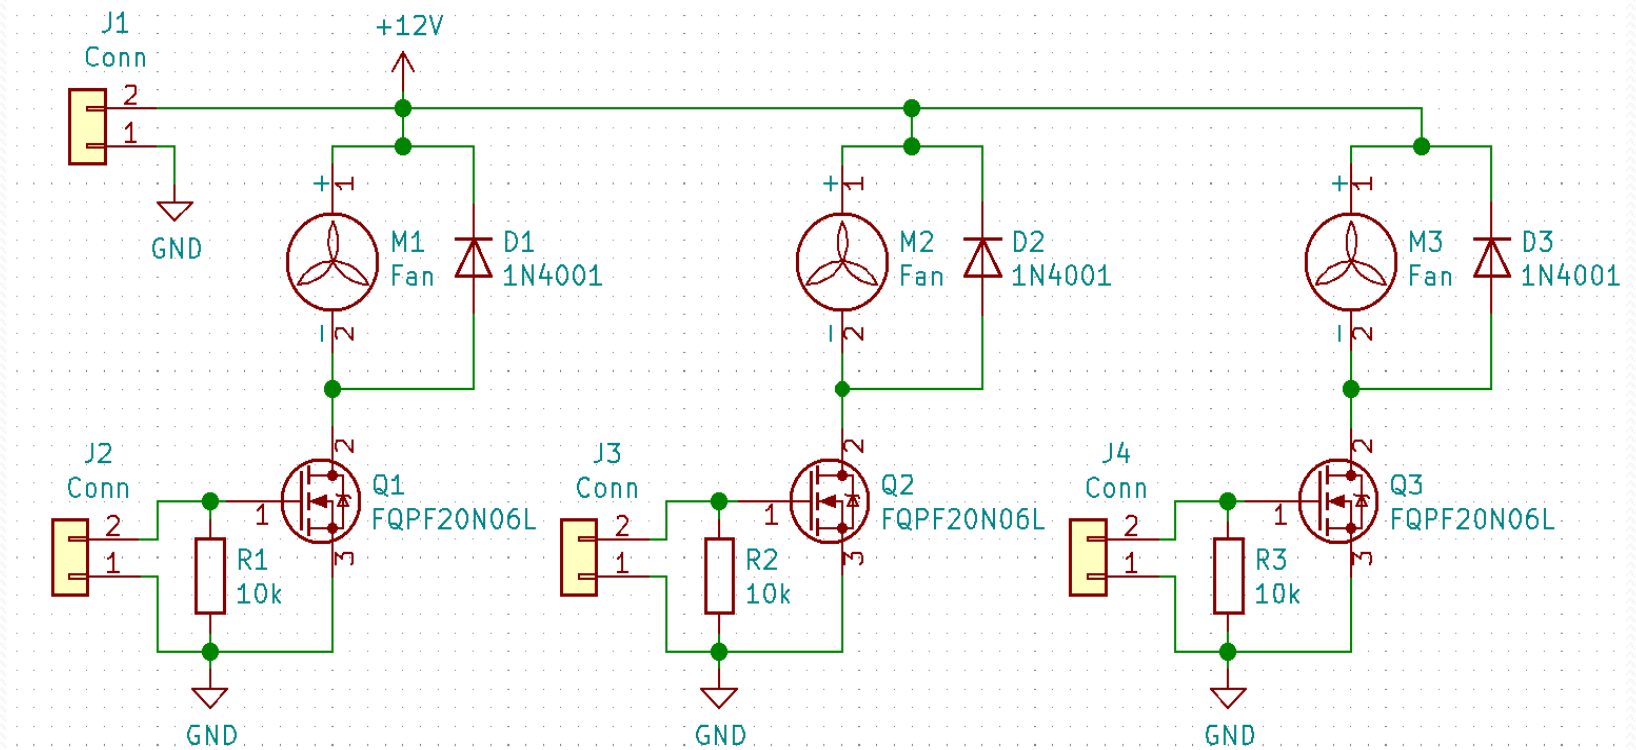 J1
Conn
2
1
GND
+12V
+
1
M1
Fan
D1
1N4001
2
+
1
M2
Fan
D2
1N4001
2
+
1
M3
Fan
D3
1N4001
2
J2
Conn
2
1
1
2
Q1
FQPF20N06L
3
R1
10k
GND
J3
Conn
2
1
1
2
Q2
FQPF20N06L
3
R2
10k
GND
J4
Conn
2
1
1
2
Q3
FQPF20N06L
3
R3
10k
GND